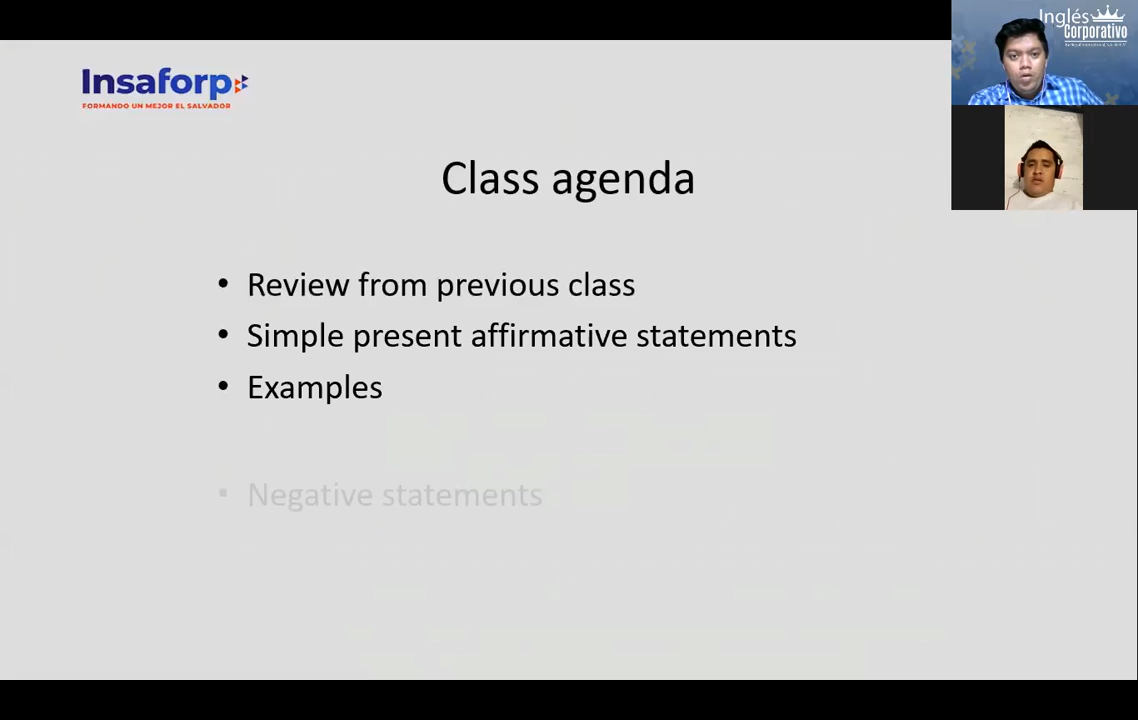 Inglés
Corporativo
Insaforp
FORMANDO UN MEJOR EL SALVADOR
Class agenda
• Review from previous class
• Simple present affirmative statements
• Examples
• Negative statements